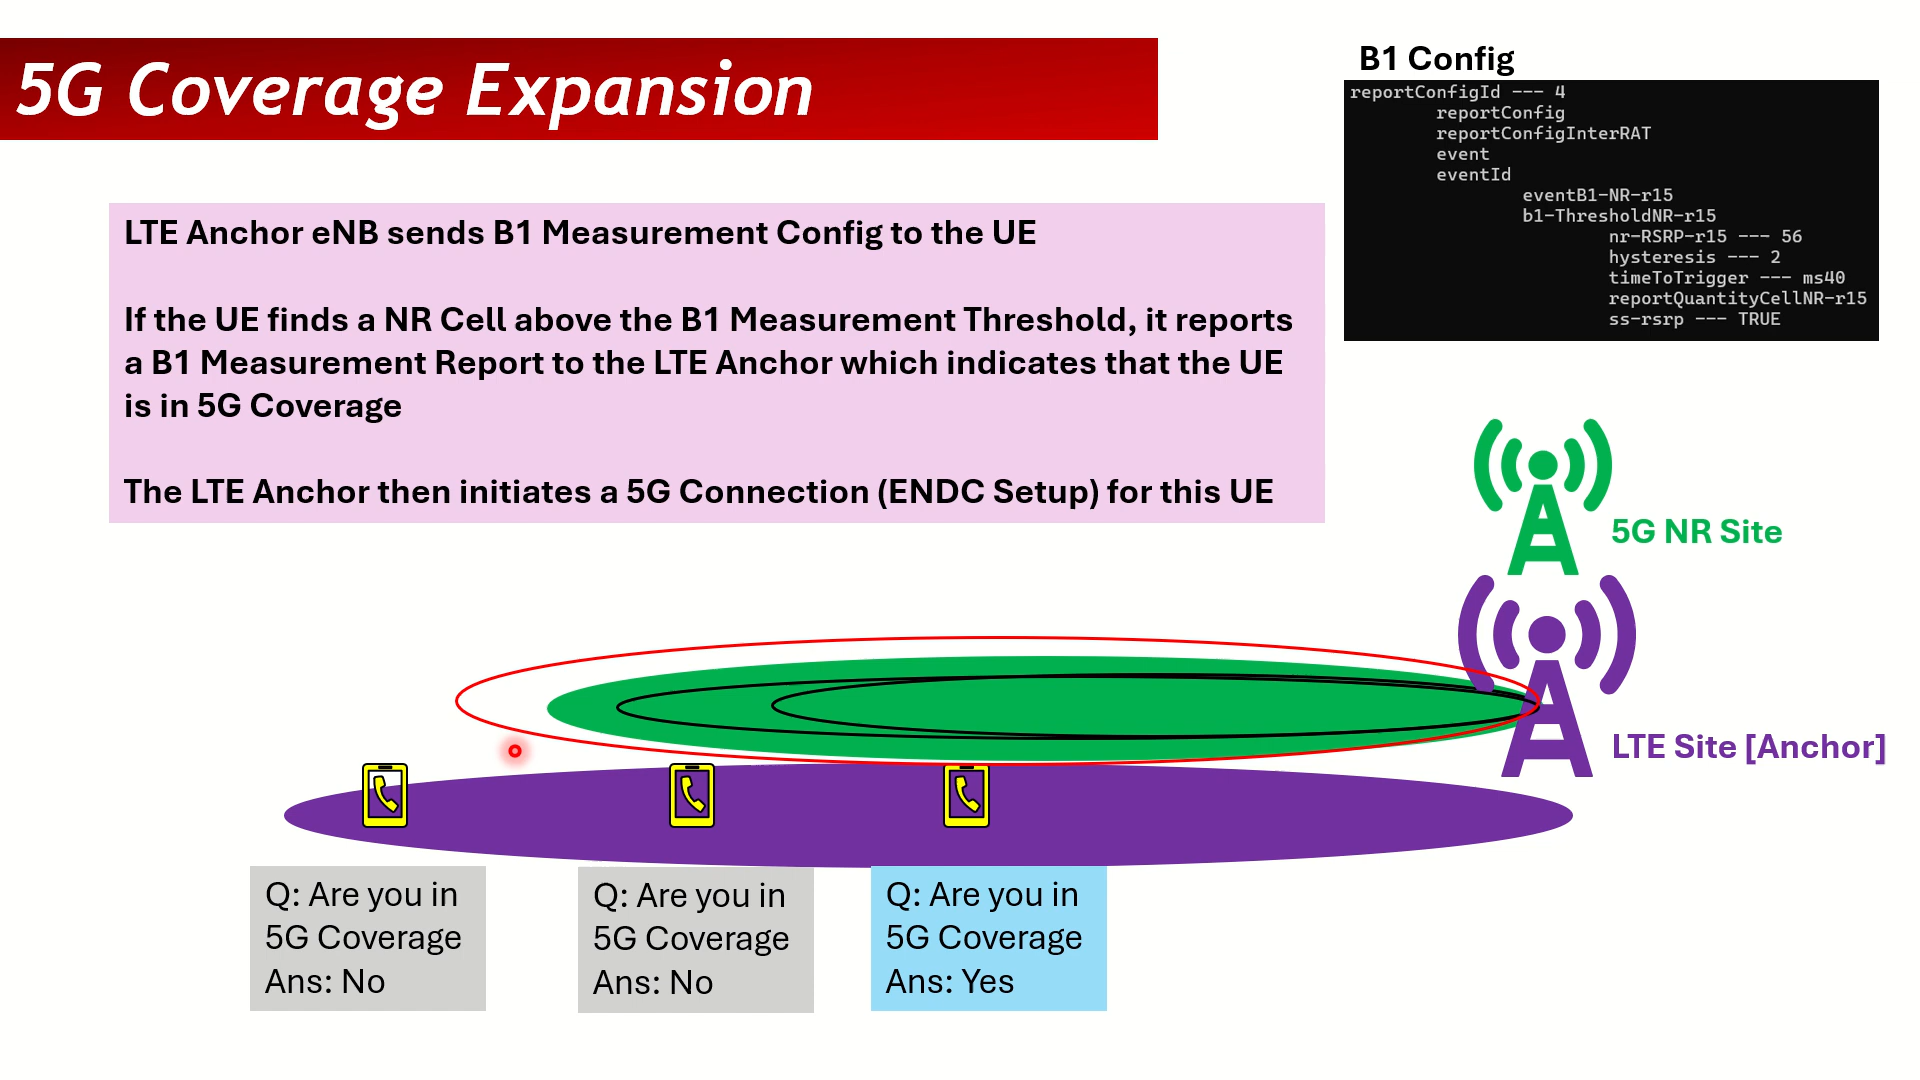 5G Coverage Expansion
B1 Config
reportConfigId --- 4
reportConfig
reportConfigInterRAT
event
eventId
eventB1-NR-r15
b1-ThresholdNR-r15
nr-RSRP-r15 --- 56
hysteresis --- 2
timeToTrigger --- ms40
reportQuantityCellNR-r15
ss-rsrp --- TRUE
LTE Anchor eNB sends B1 Measurement Config to the UE
If the UE finds a NR Cell above the B1 Measurement Threshold, it reports
a B1 Measurement Report to the LTE Anchor which indicates that the UE
is in 5G Coverage
The LTE Anchor then initiates a 5G Connection (ENDC Setup) for this UE
5G NR Site
LTE Site [Anchor]
Q: Are you in
5G Coverage
Ans: No
Q: Are you in
5G Coverage
Ans: No
Q: Are you in
5G Coverage
Ans: Yes